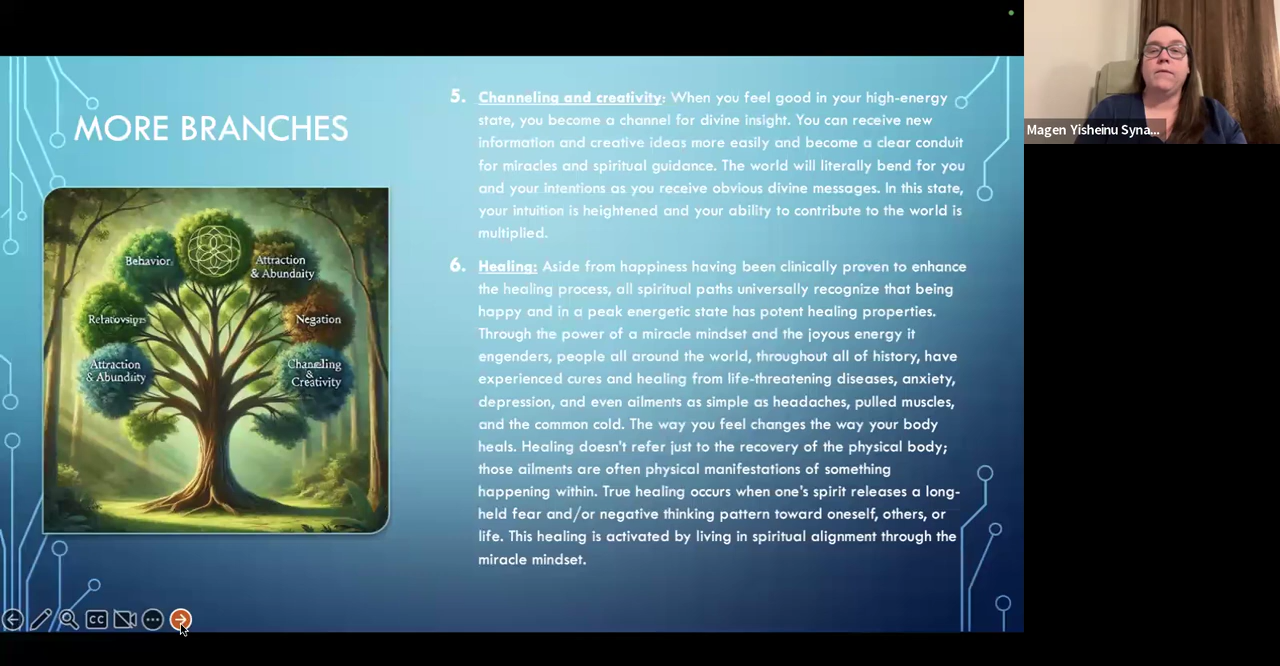 MORE BRANCHES
Behavior
Attraction
& Abundaity
Relatovsiips
Negation
Attraction
& Abundity
Chanceling
&
Creativity
5. Channeling and creativity: When you feel good in your high-energy
state, you become a channel for divine insight. You can receive new
information and creative ideas more easily and become a clear conduit
for miracles and spiritual guidance. The world will literally bend for you
and your intentions as you receive obvious divine messages. In this state,
your intuition is heightened and your ability to contribute to the world is
multiplied.
6. Healing: Aside from happiness having been clinically proven to enhance
the healing process, all spiritual paths universally recognize that being
happy and in a peak energetic state has potent healing properties.
Through the power of a miracle mindset and the joyous energy it
engenders, people all around the world, throughout all of history, have
experienced cures and healing from life-threatening diseases, anxiety,
depression, and even ailments as simple as headaches, pulled muscles,
and the common cold. The way you feel changes the way your body
heals. Healing doesn't refer just to the recovery of the physical body;
those ailments are often physical manifestations of something
happening within. True healing occurs when one's spirit releases a long-
held fear and/or negative thinking pattern toward oneself, others, or
life. This healing is activated by living in spiritual alignment through the
miracle mindset.
CC
Magen Yisheinu Syna...